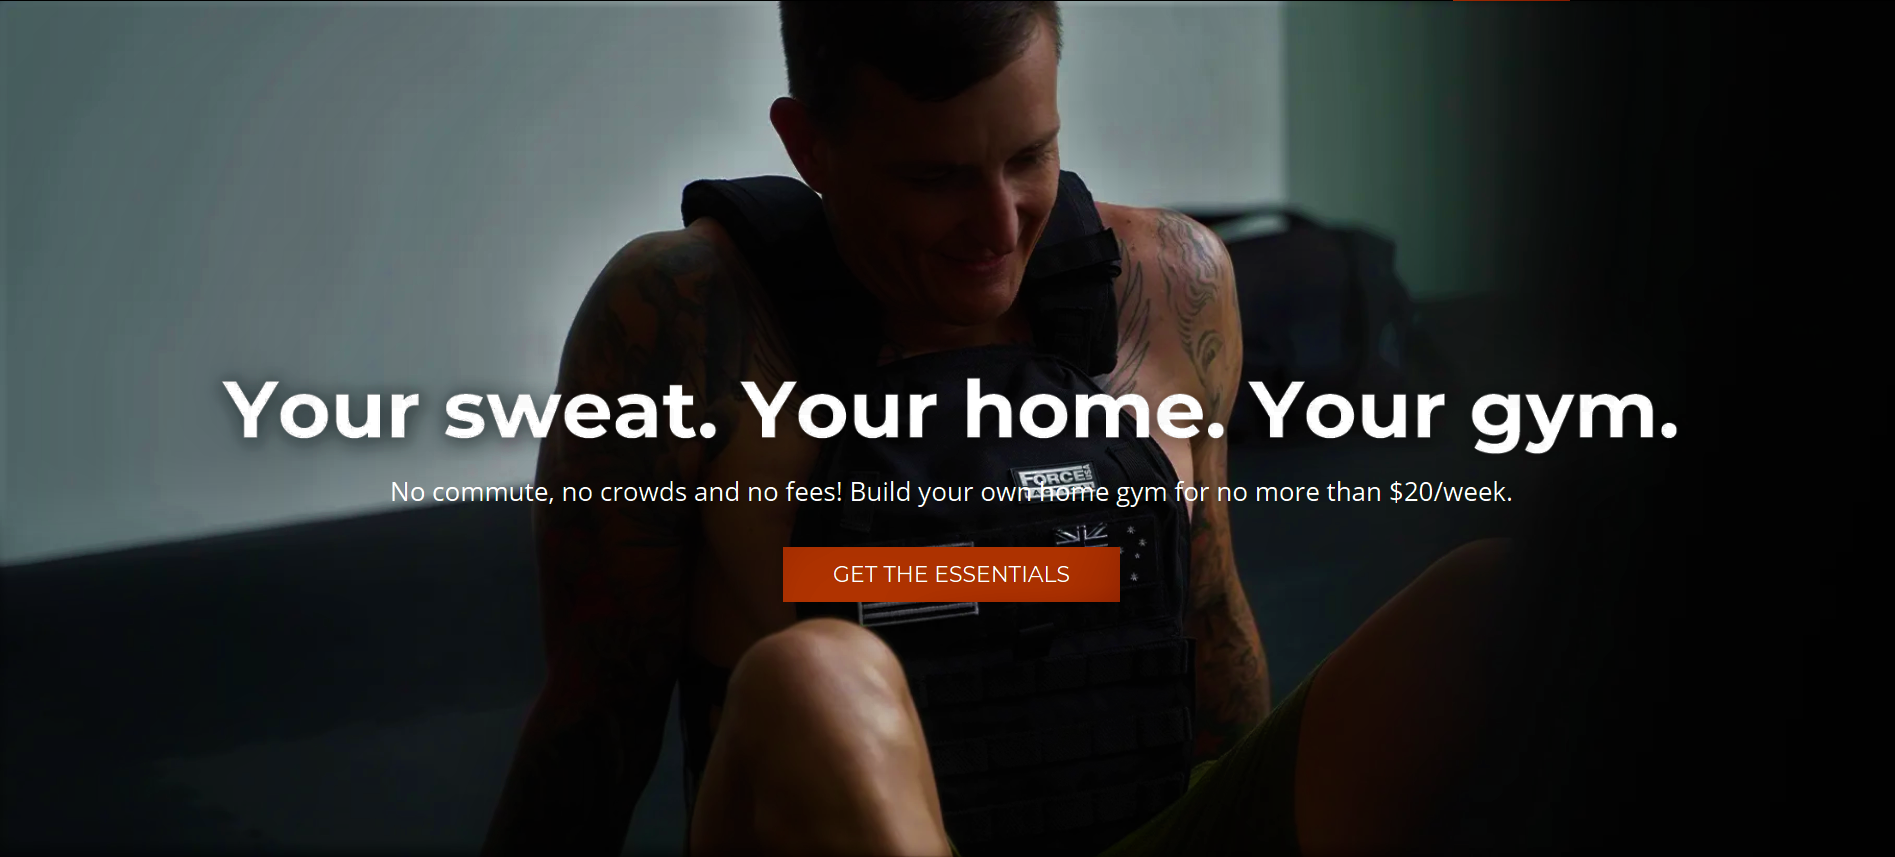 Your sweat. Your home. Your gym.
FORCE USA
No commute, no crowds and no fees! Build your own home gym for no more than $20/week.
GET THE ESSENTIALS